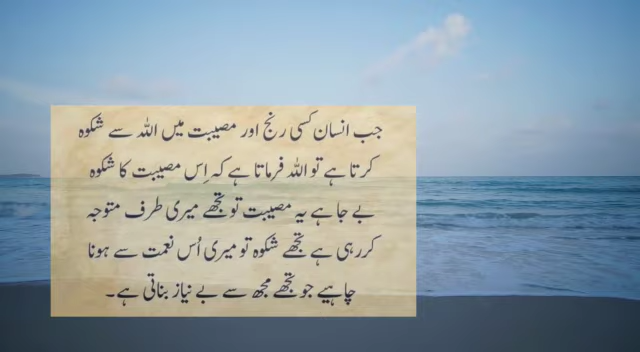 جب انسان کسی رنج اور مصیبت میں اللہ سے شکوہ
کرتا ہے تو اللہ فرماتا ہے کہ اِس مصیبت کا شکوہ
بے جا ہے یہ مصیبت تو تجھے میری طرف متوجہ
کررہی ہے تجھے شکوہ تو میری اُس نعمت سے ہونا
چاہیے جو تجھے مجھ سے بے نیاز بناتی ہے۔